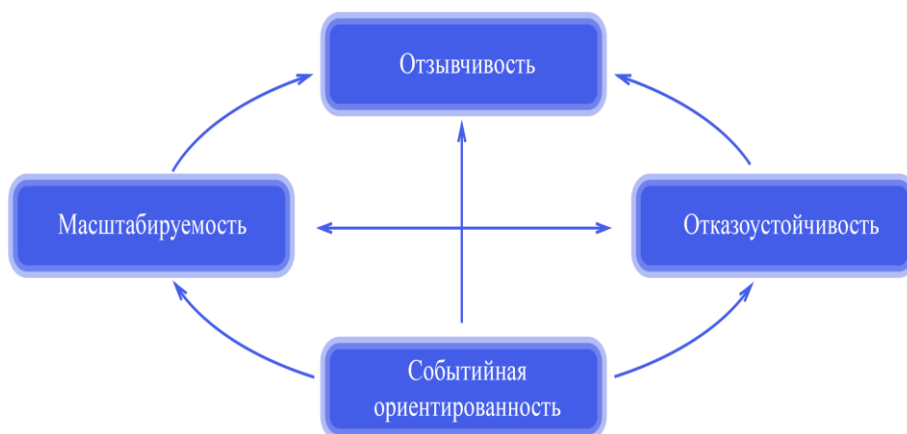 Отзывчивость
Масштабируемость
Отказоустойчивость
Событийная
ориентированность